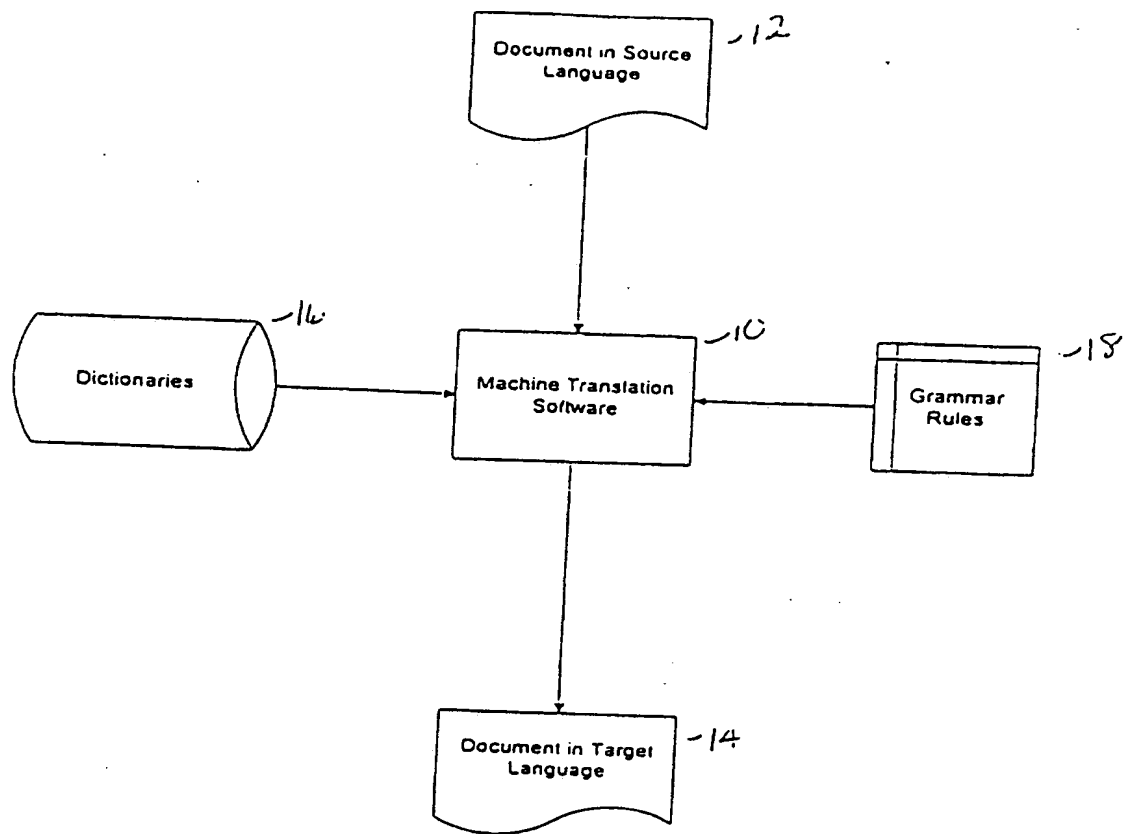 Document in Source
Language
-12
Dictionaries
-16
Machine Translation
Software
-10
Grammar
Rules
-18
Document in Target
Language
-14